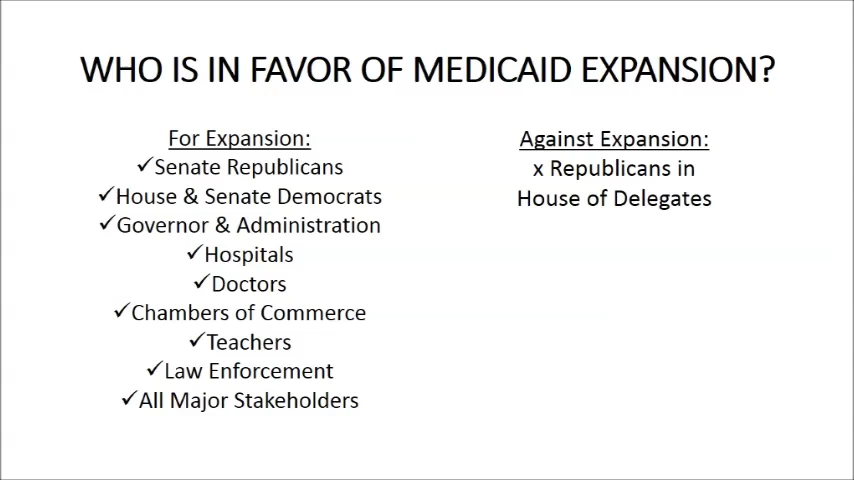 WHO IS IN FAVOR OF MEDICAID EXPANSION?
For Expansion:
✓Senate Republicans
✓House & Senate Democrats
✓Governor & Administration
✓Hospitals
✓Doctors
✓Chambers of Commerce
✓Teachers
✓Law Enforcement
✓All Major Stakeholders
Against Expansion:
x Republicans in
House of Delegates